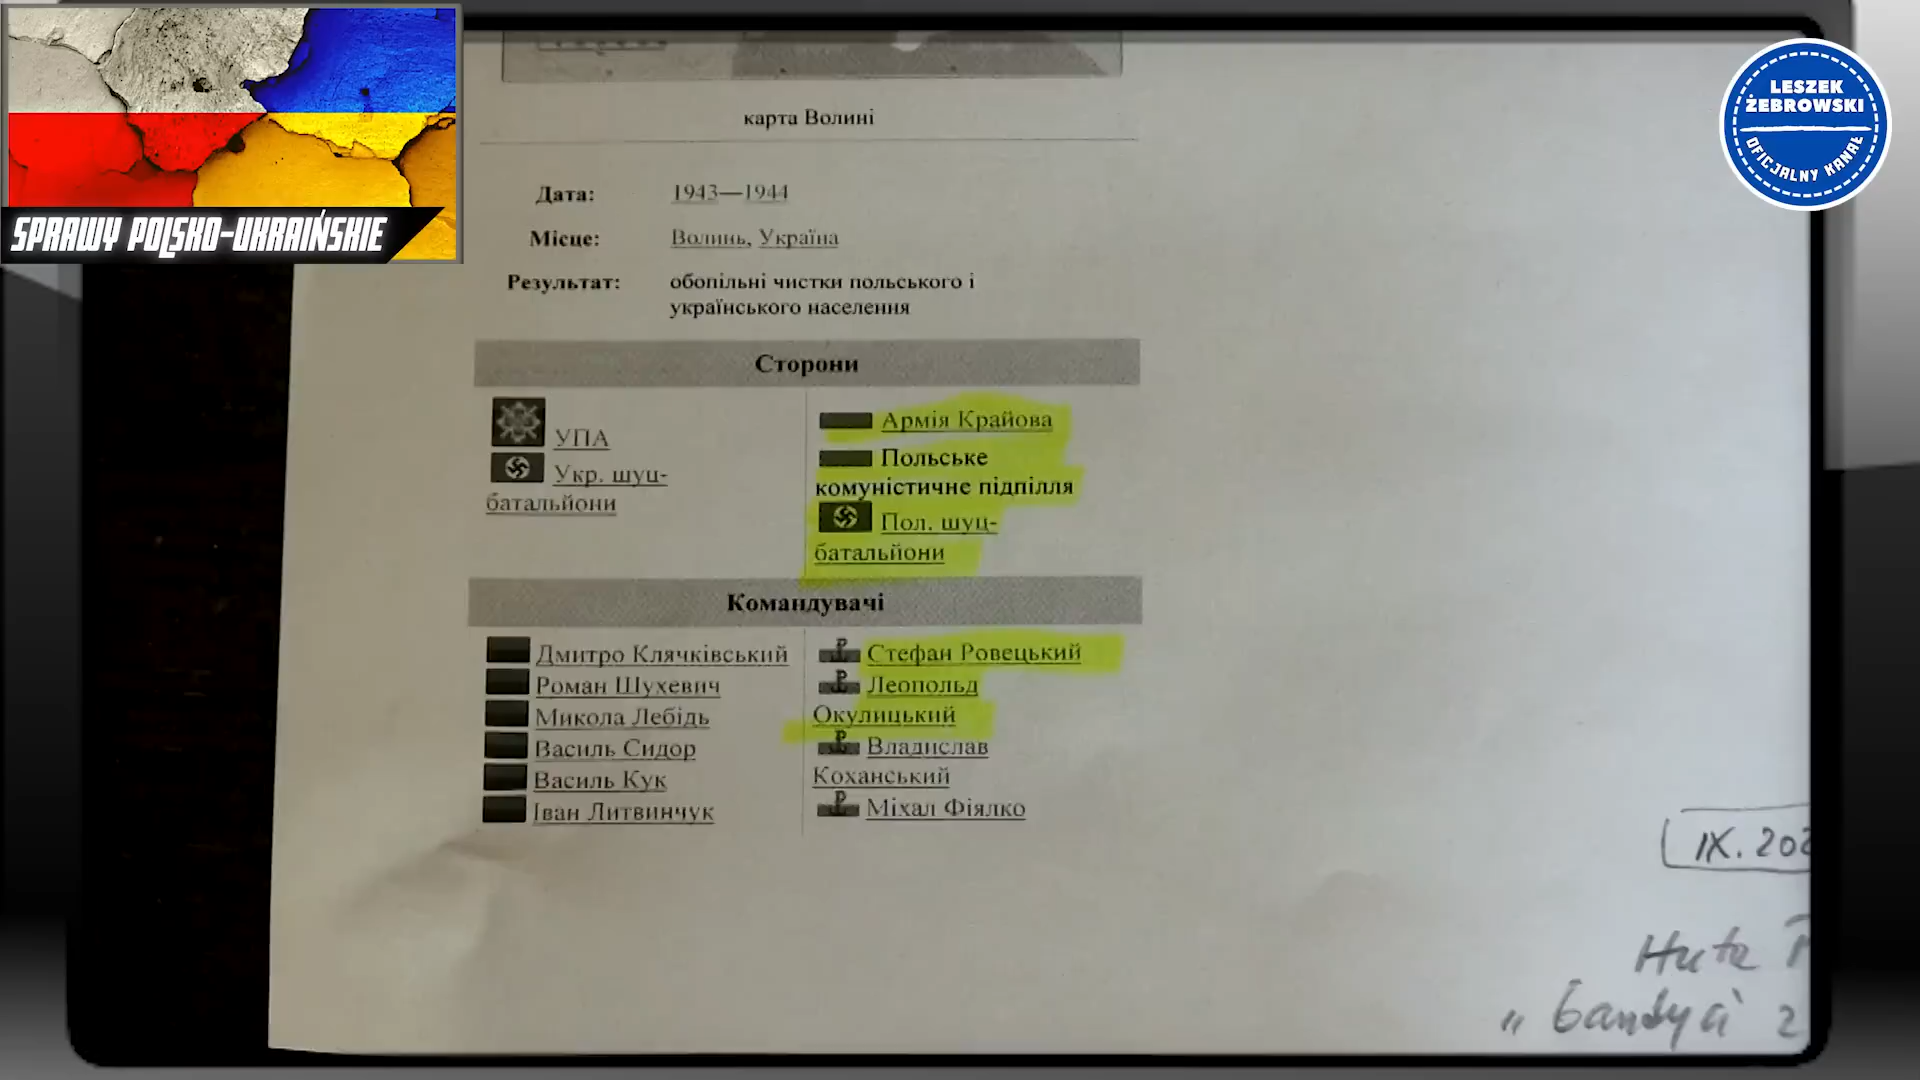 SPRAWY POLSKO-UKRAIŃSKIE
LESZEK
ŻEBROWSKI
OFICJALNY KANAŁ
карта Волині
Дата: 1943—1944
Місце: Волинь, Україна
Результат: обопільні чистки польського і
українського населення
Сторони
УПА
Укр. шуц-
батальйони
Армія Крайова
Польське
комуністичне підпілля
Пол. шуц-
батальйони
Командувачі
Дмитро Клячківський
Роман Шухевич
Микола Лебідь
Василь Сидор
Василь Кук
Іван Литвинчук
Стефан Ровецький
Леопольд
Окулицький
Владислав
Коханський
Міхал Фіялко
IX. 202
Huta
„bandyci" z